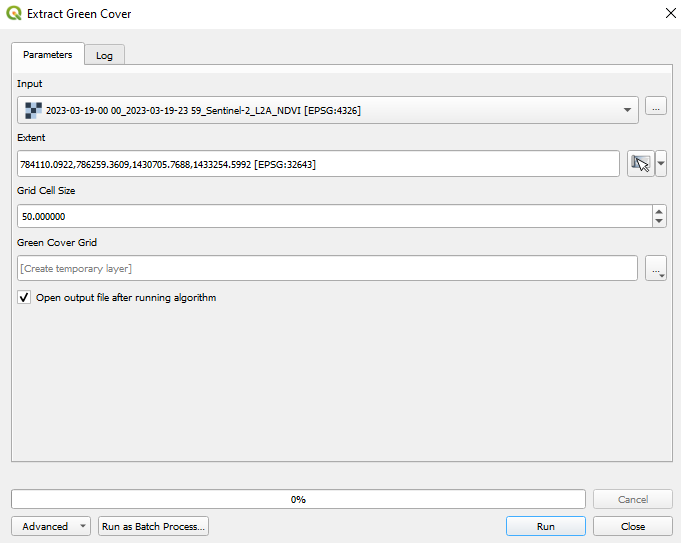 Extract Green Cover
Parameters
Log
Input
2023-03-19-00 00_2023-03-19-23 59_Sentinel-2_L2A_NDVI [EPSG:4326]
...
Extent
784110.0922,786259.3609,1430705.7688,1433254.5992 [EPSG:32643]
Grid Cell Size
50.000000
Green Cover Grid
[Create temporary layer]
...
Open output file after running algorithm
0%
Cancel
Advanced
Run as Batch Process...
Run
Close